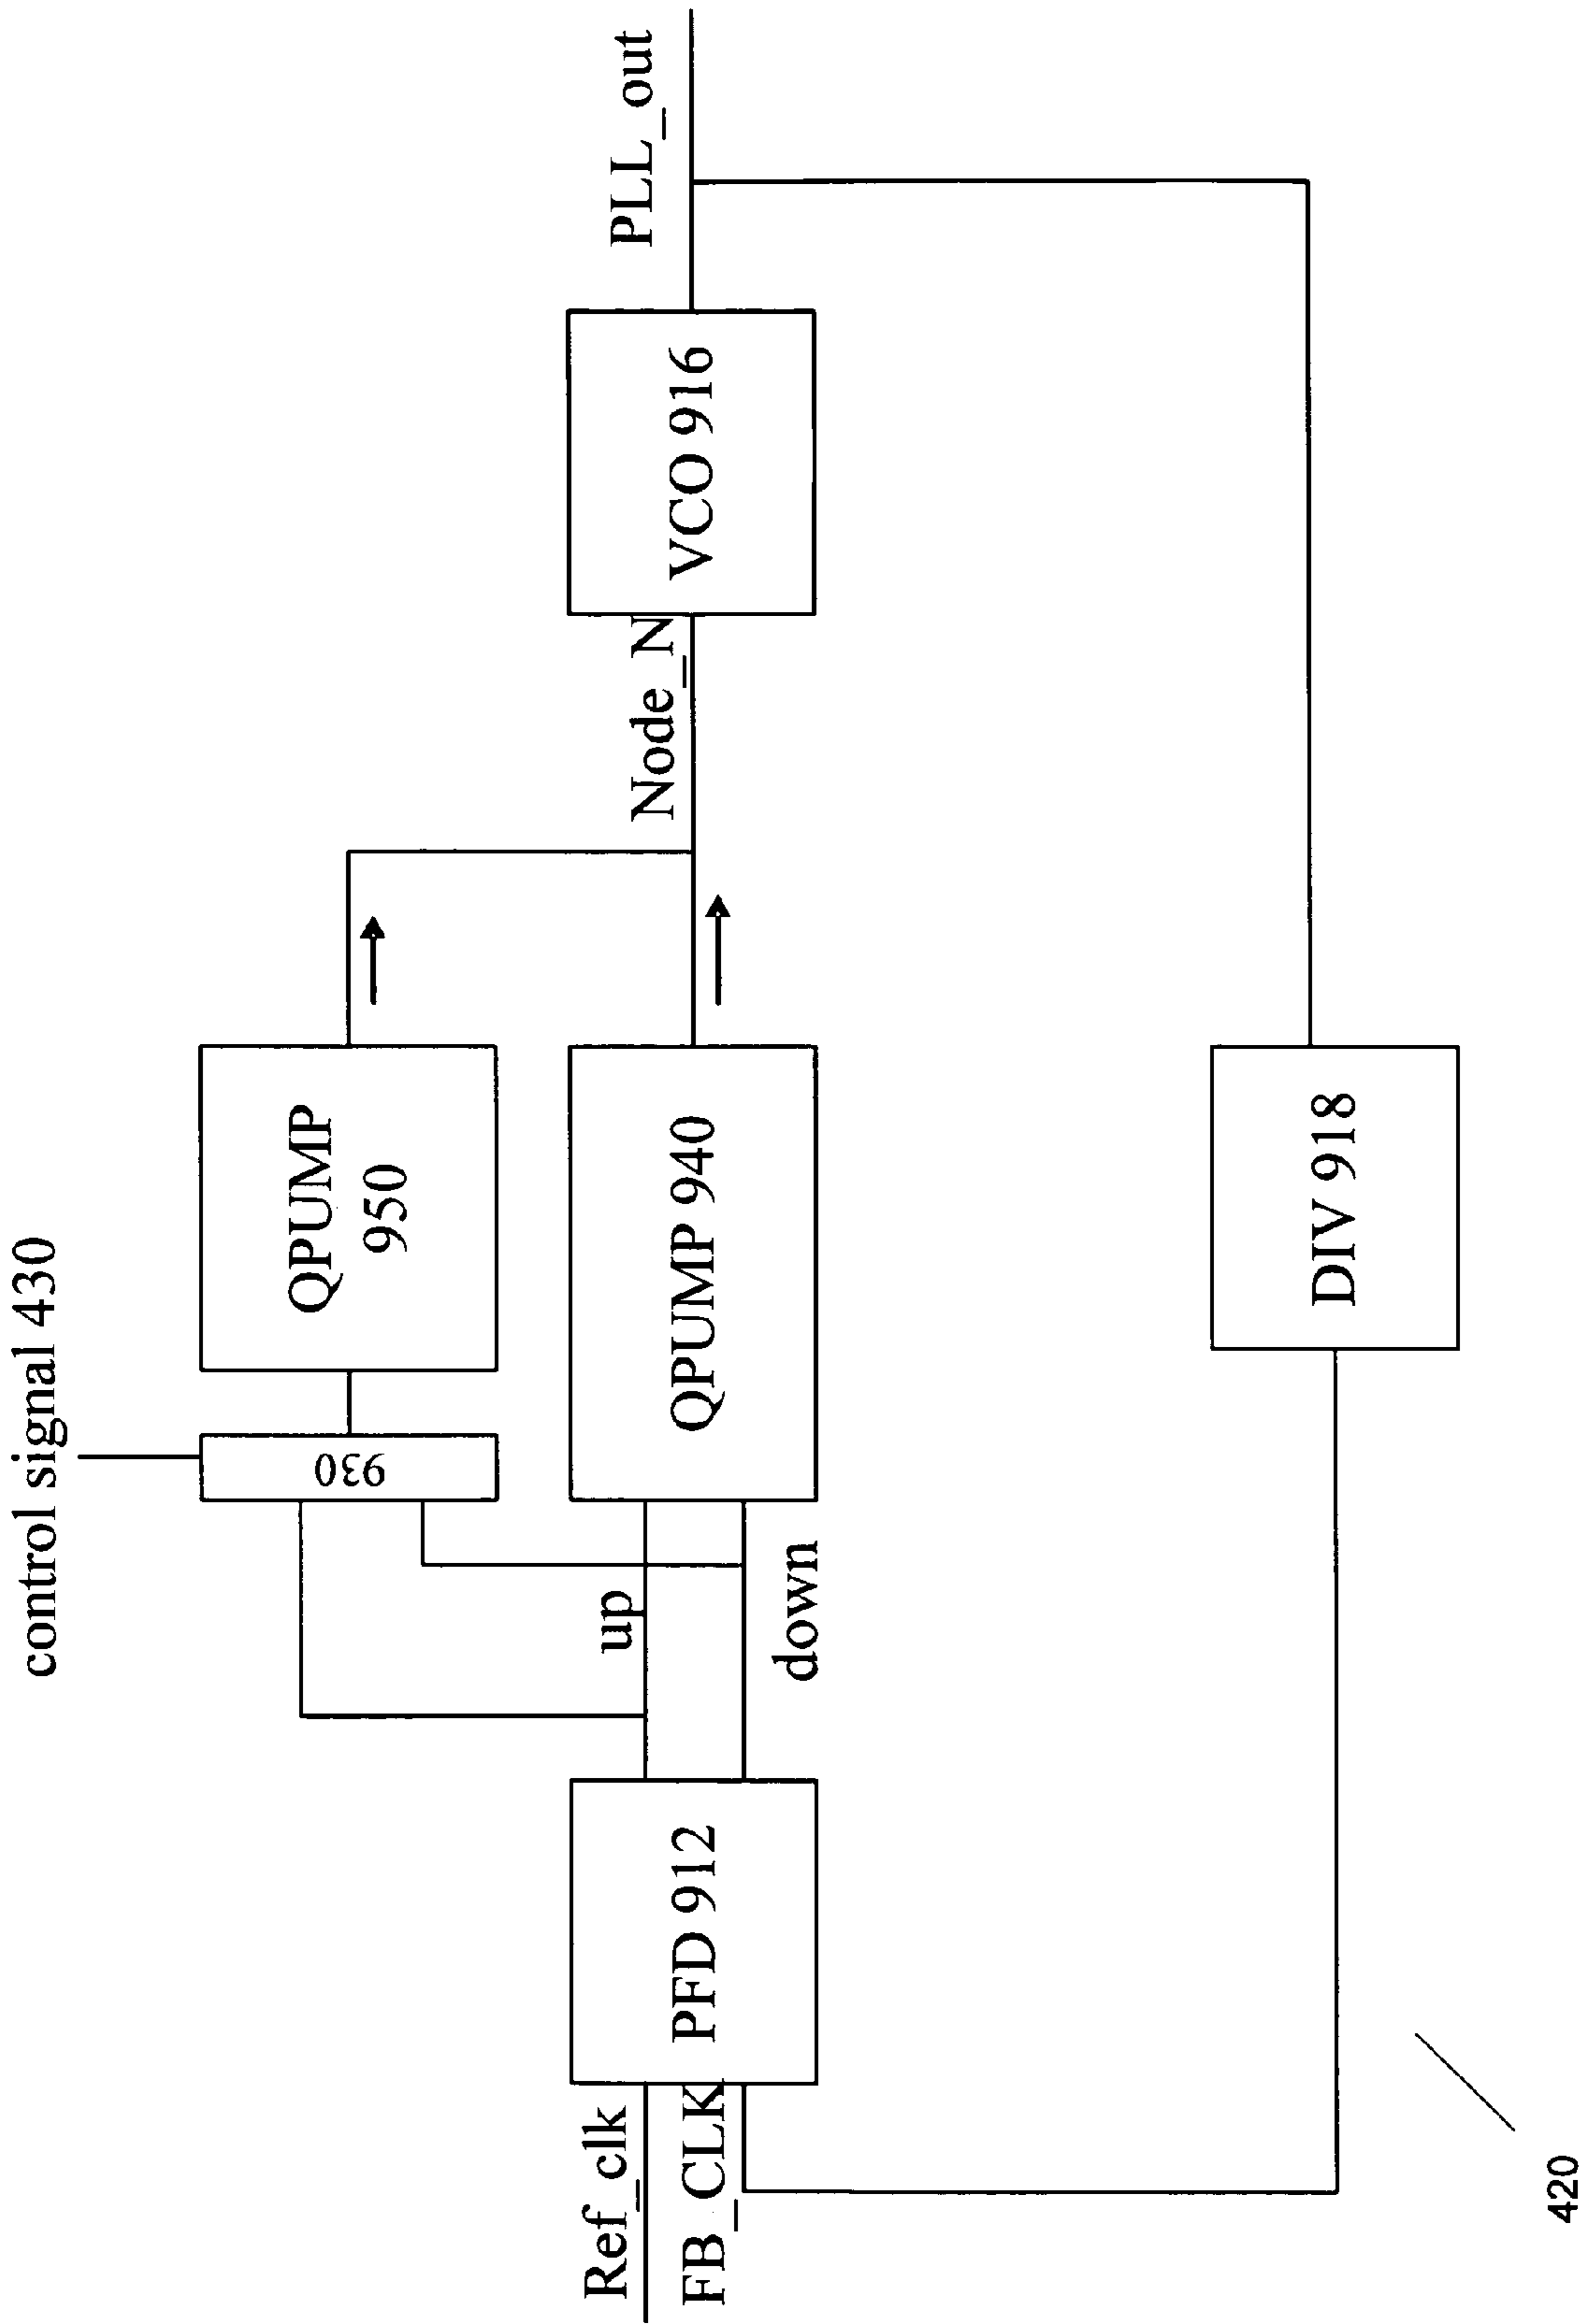 control signal 430
930
QPUMP
950
up
down
QPUMP 940
Ref_clk
FB_CLK
PFD 912
Node_N
VCO 916
PLL_out
DIV 918
420